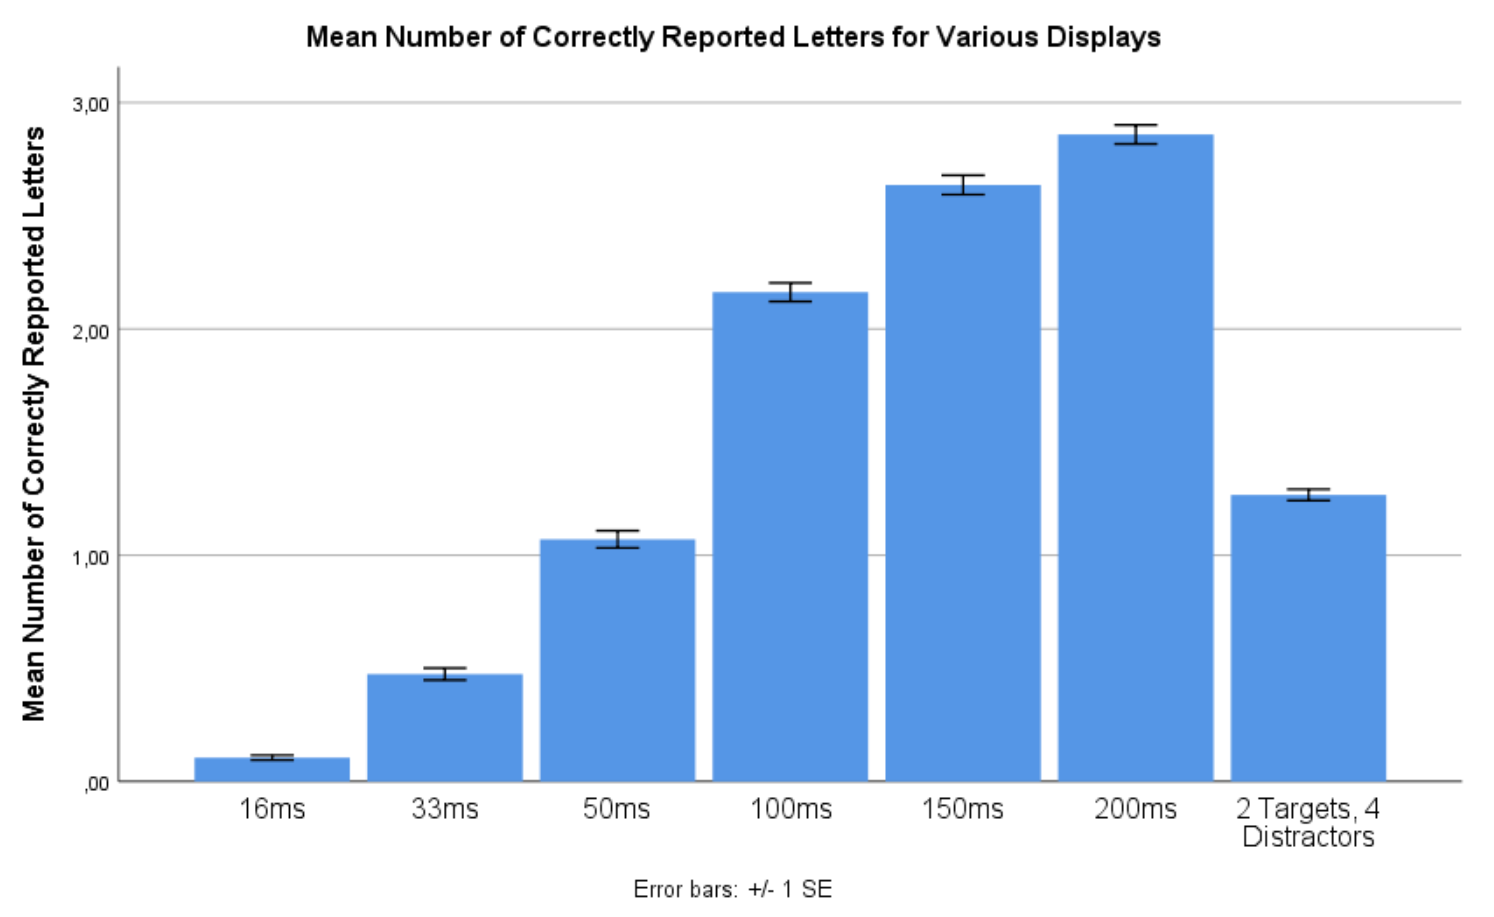 Mean Number of Correctly Reported Letters for Various Displays
Mean Number of Correctly Repported Letters
3,00
2,00
1,00
,00
16ms
33ms
50ms
100ms
150ms
200ms
2 Targets, 4
Distractors
Error bars: +/- 1 SE